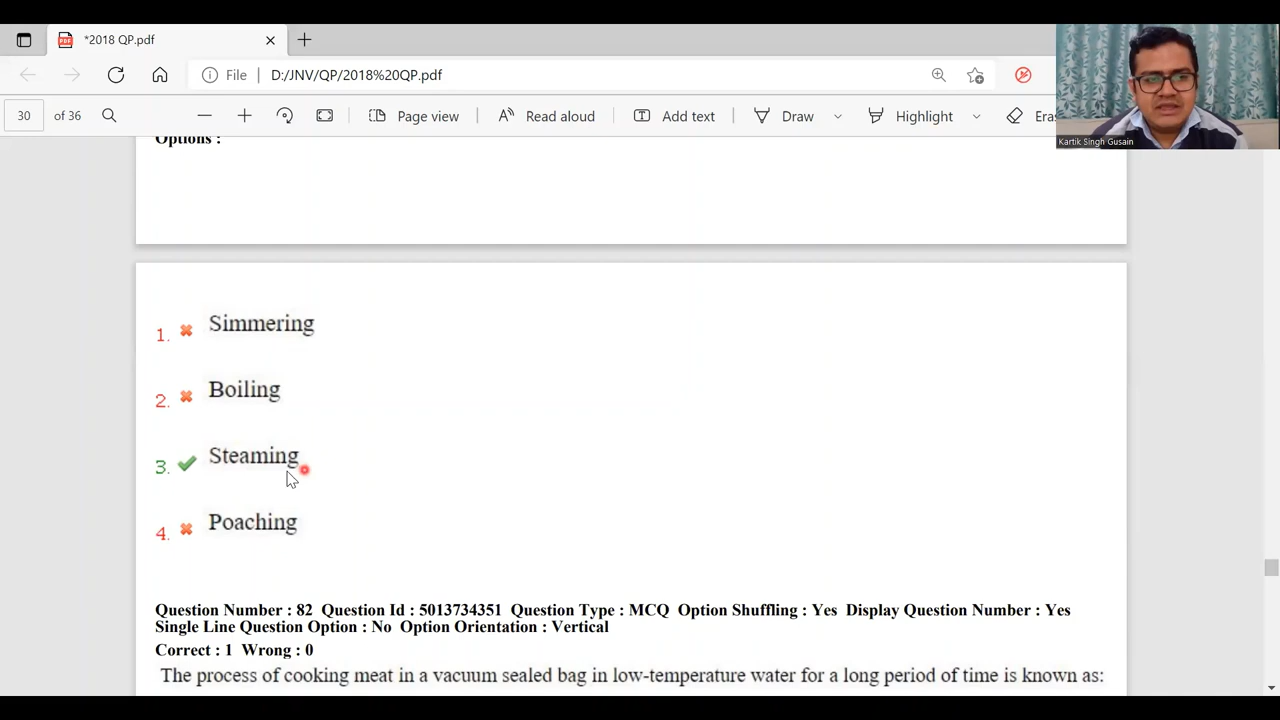 *2018 QP.pdf
File D:/JNV/QP/2018%20QP.pdf
30 of 36 Page view Read aloud Add text Draw Highlight Eras
Kartik Singh Gusain
Options :
1. Simmering
2. Boiling
3. Steaming
4. Poaching
Question Number : 82 Question Id : 5013734351 Question Type : MCQ Option Shuffling : Yes Display Question Number : Yes
Single Line Question Option : No Option Orientation : Vertical
Correct : 1 Wrong : 0
The process of cooking meat in a vacuum sealed bag in low-temperature water for a long period of time is known as: